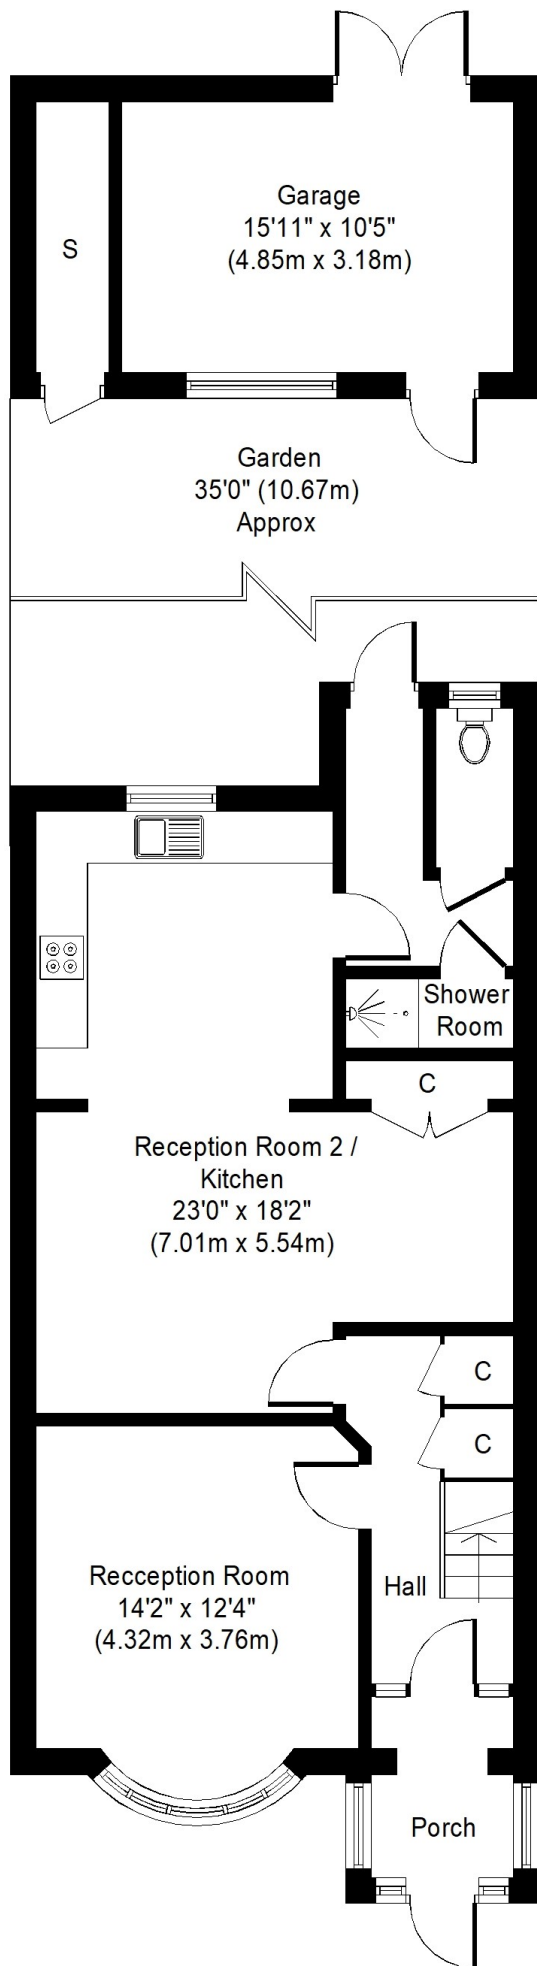 Garage
15'11" x 10'5"
(4.85m x 3.18m)
S
Garden
35'0" (10.67m)
Approx
Shower
Room
C
Reception Room 2 /
Kitchen
23'0" x 18'2"
(7.01m x 5.54m)
C
C
Recception Room
14'2" x 12'4"
(4.32m x 3.76m)
Hall
Porch